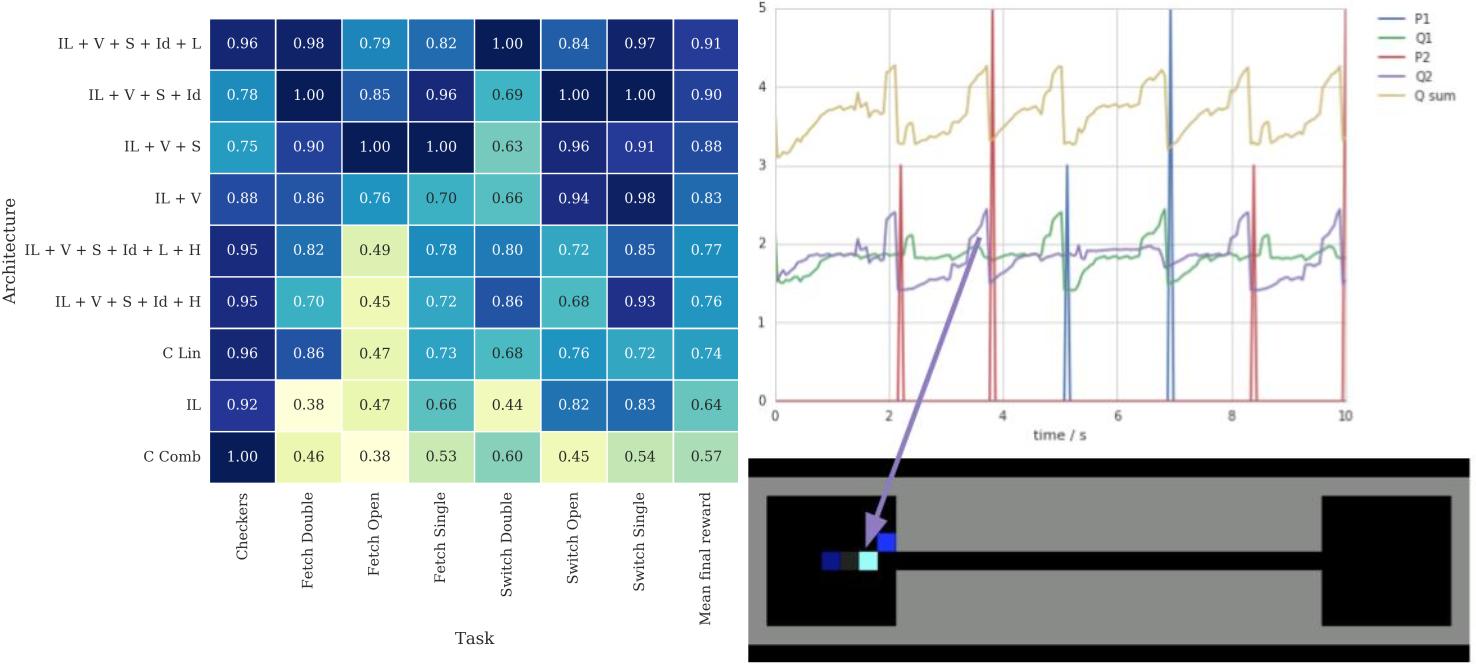 Architecture
IL + V + S + Id + L 0.96 0.98 0.79 0.82 1.00 0.84 0.97 0.91
IL + V + S + Id 0.78 1.00 0.85 0.96 0.69 1.00 1.00 0.90
IL + V + S 0.75 0.90 1.00 1.00 0.63 0.96 0.91 0.88
IL + V 0.88 0.86 0.76 0.70 0.66 0.94 0.98 0.83
IL + V + S + Id + L + H 0.95 0.82 0.49 0.78 0.80 0.72 0.85 0.77
IL + V + S + Id + H 0.95 0.70 0.45 0.72 0.86 0.68 0.93 0.76
C Lin 0.96 0.86 0.47 0.73 0.68 0.76 0.72 0.74
IL 0.92 0.38 0.47 0.66 0.44 0.82 0.83 0.64
C Comb 1.00 0.46 0.38 0.53 0.60 0.45 0.54 0.57
Checkers
Fetch Double
Fetch Open
Fetch Single
Switch Double
Switch Open
Switch Single
Mean final reward
Task
5
4
3
2
1
0
0 2 4 6 8 10
time / s
P1
Q1
P2
Q2
Q sum